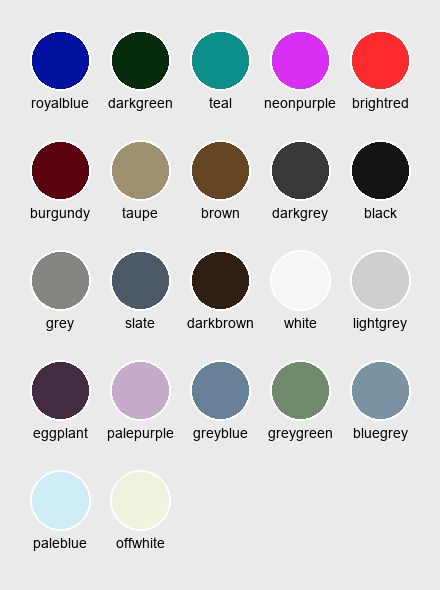 royalblue darkgreen teal neonpurple brightred
burgundy taupe brown darkgrey black
grey slate darkbrown white lightgrey
eggplant palepurple greyblue greygreen bluegrey
paleblue offwhite